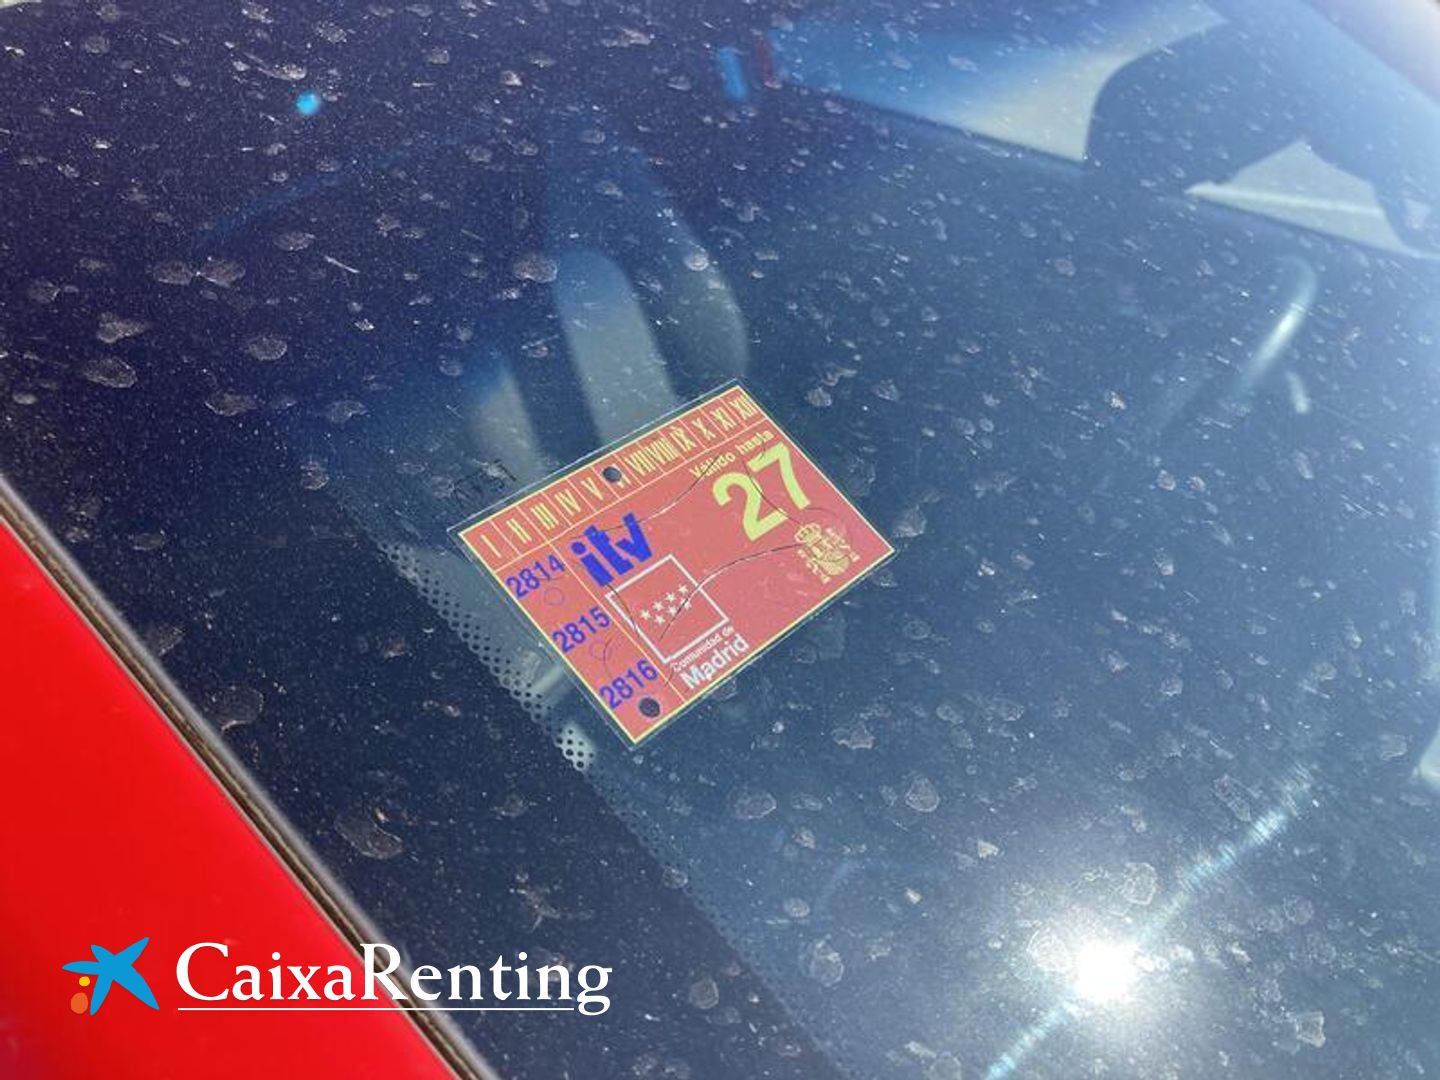 I II III IV V VII VIII IX X XI XII
Válido hasta
27
itv
2814
2815
2816
Comunidad de
Madrid
CaixaRenting